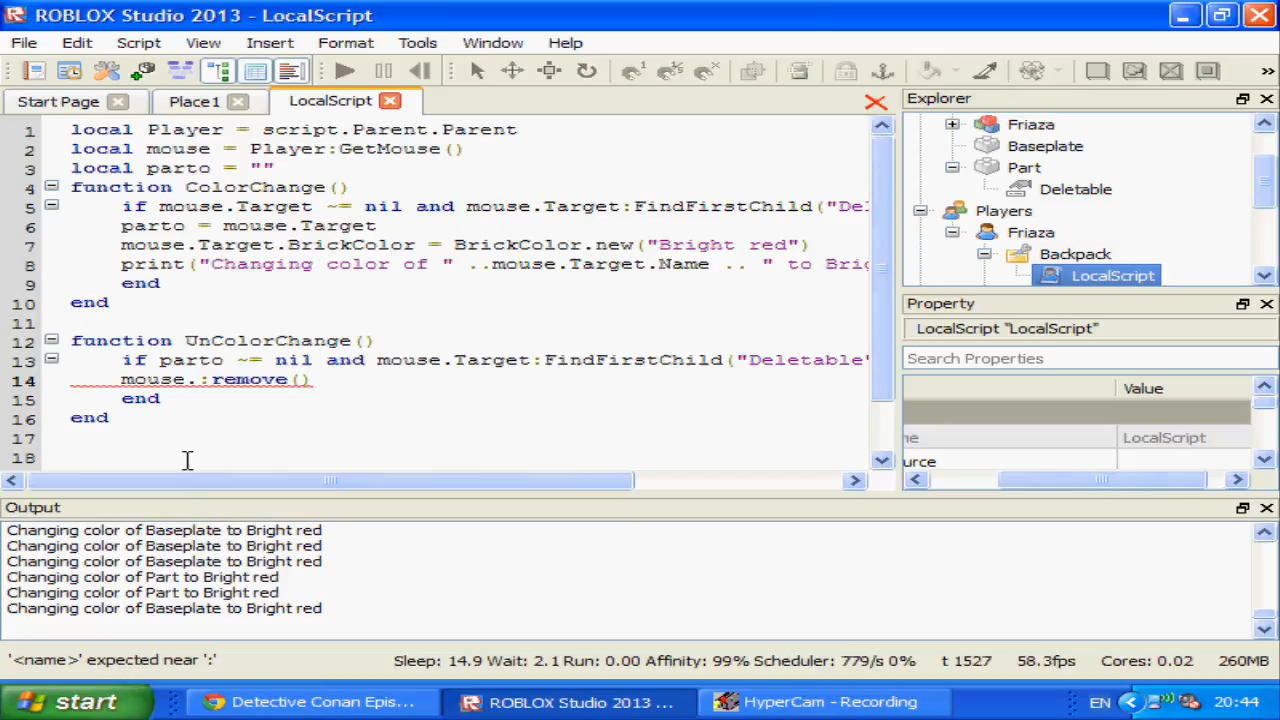 ROBLOX Studio 2013 - LocalScript
File Edit Script View Insert Format Tools Window Help
Start Page Place1 LocalScript
1 local Player = script.Parent.Parent
2 local mouse = Player:GetMouse()
3 local parto = ""
4 function ColorChange()
5 if mouse.Target ~= nil and mouse.Target:FindFirstChild("De
6 parto = mouse.Target
7 mouse.Target.BrickColor = BrickColor.new("Bright red")
8 print("Changing color of " ..mouse.Target.Name .. " to Bri
9 end
10 end
11
12 function UnColorChange()
13 if parto ~= nil and mouse.Target:FindFirstChild("Deletable"
14 mouse.:remove()
15 end
16 end
17
18
Explorer
Friaza
Baseplate
Part
Deletable
Players
Friaza
Backpack
LocalScript
Property
LocalScript "LocalScript"
Search Properties
Value
ne LocalScript
ource
Output
Changing color of Baseplate to Bright red
Changing color of Baseplate to Bright red
Changing color of Baseplate to Bright red
Changing color of Part to Bright red
Changing color of Part to Bright red
Changing color of Baseplate to Bright red
'<name>' expected near ':' Sleep: 14.9 Wait: 2.1 Run: 0.00 Affinity: 99% Scheduler: 779/s 0% t 1527 58.3fps Cores: 0.02 260MB
start Detective Conan Epis... ROBLOX Studio 2013 ... HyperCam - Recording EN 20:44